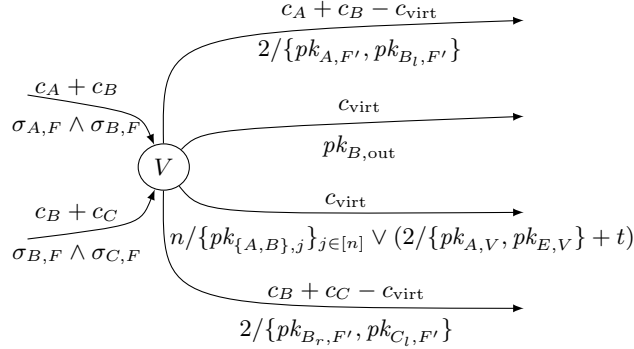 c_A + c_B − c_virt
2/{pk_{A,F′}, pk_{B_l,F′}}
c_A + c_B
σ_{A,F} ∧ σ_{B,F}
c_virt
pk_{B,out}
V
c_virt
n/{pk_{{A,B},j}}_{j∈[n]} ∨ (2/{pk_{A,V}, pk_{E,V}} + t)
c_B + c_C
σ_{B,F} ∧ σ_{C,F}
c_B + c_C − c_virt
2/{pk_{B_r,F′}, pk_{C_l,F′}}